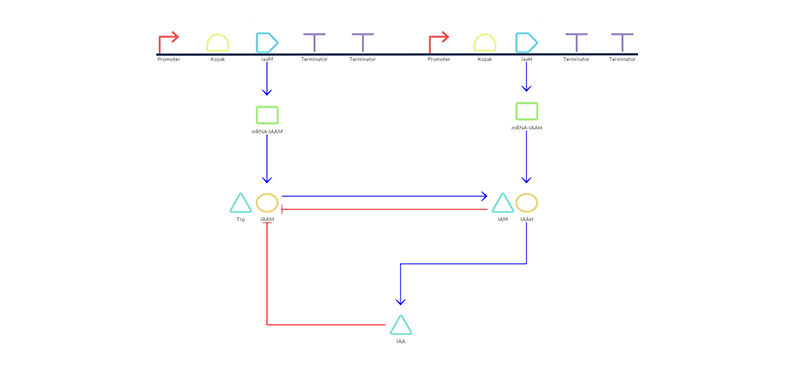 Promoter Kozak IaaM Terminator Terminator Promoter Kozak IaaH Terminator Terminator
mRNA-IAAM mRNA-IAAH
Trp IAAM IAM IAAH
IAA